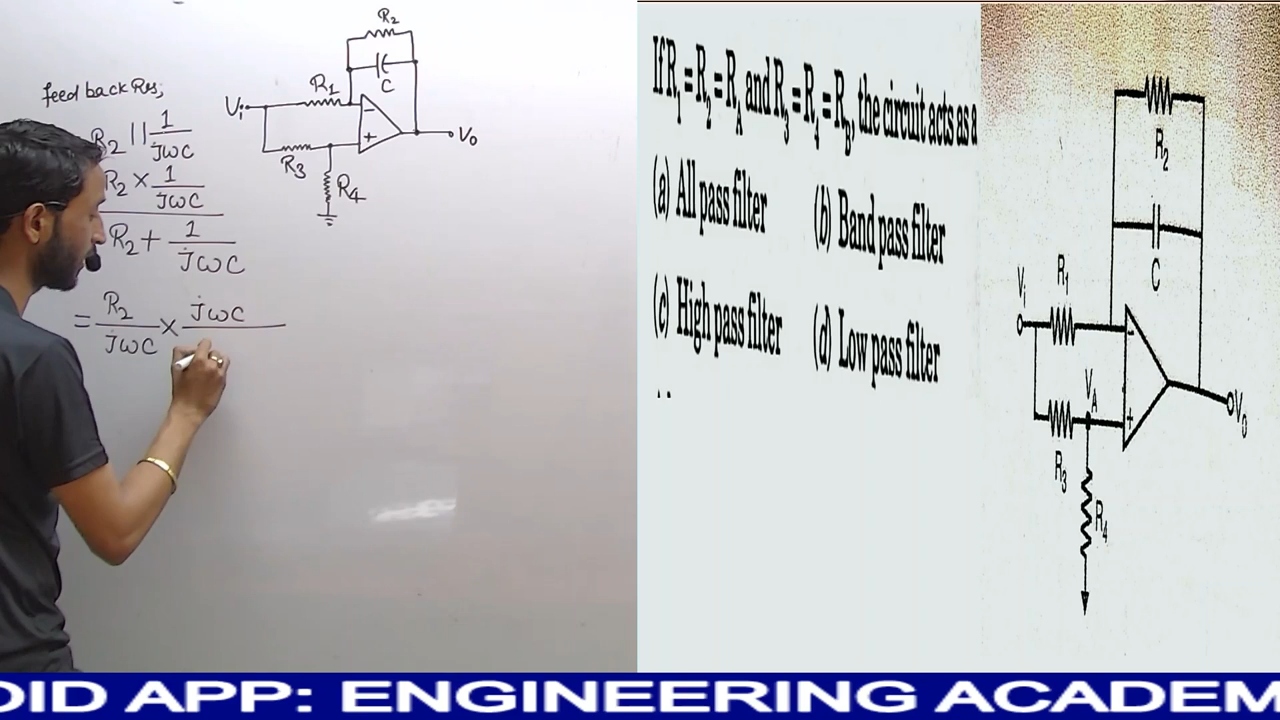 feed back Res;
R2 || 1/jωC
R2 × 1/jωC
R2 + 1/jωC
= R2/jωC × jωC
R2
C
R1
Vi
-
+
V0
R3
R4
If R1 = R2 = RA and R3 = R4 = Rb, the circuit acts as a
(a) All pass filter (b) Band pass filter
(c) High pass filter (d) Low pass filter
R2
C
Vi
R1
-
VA
+
V0
R3
R4
OID APP: ENGINEERING ACADEM